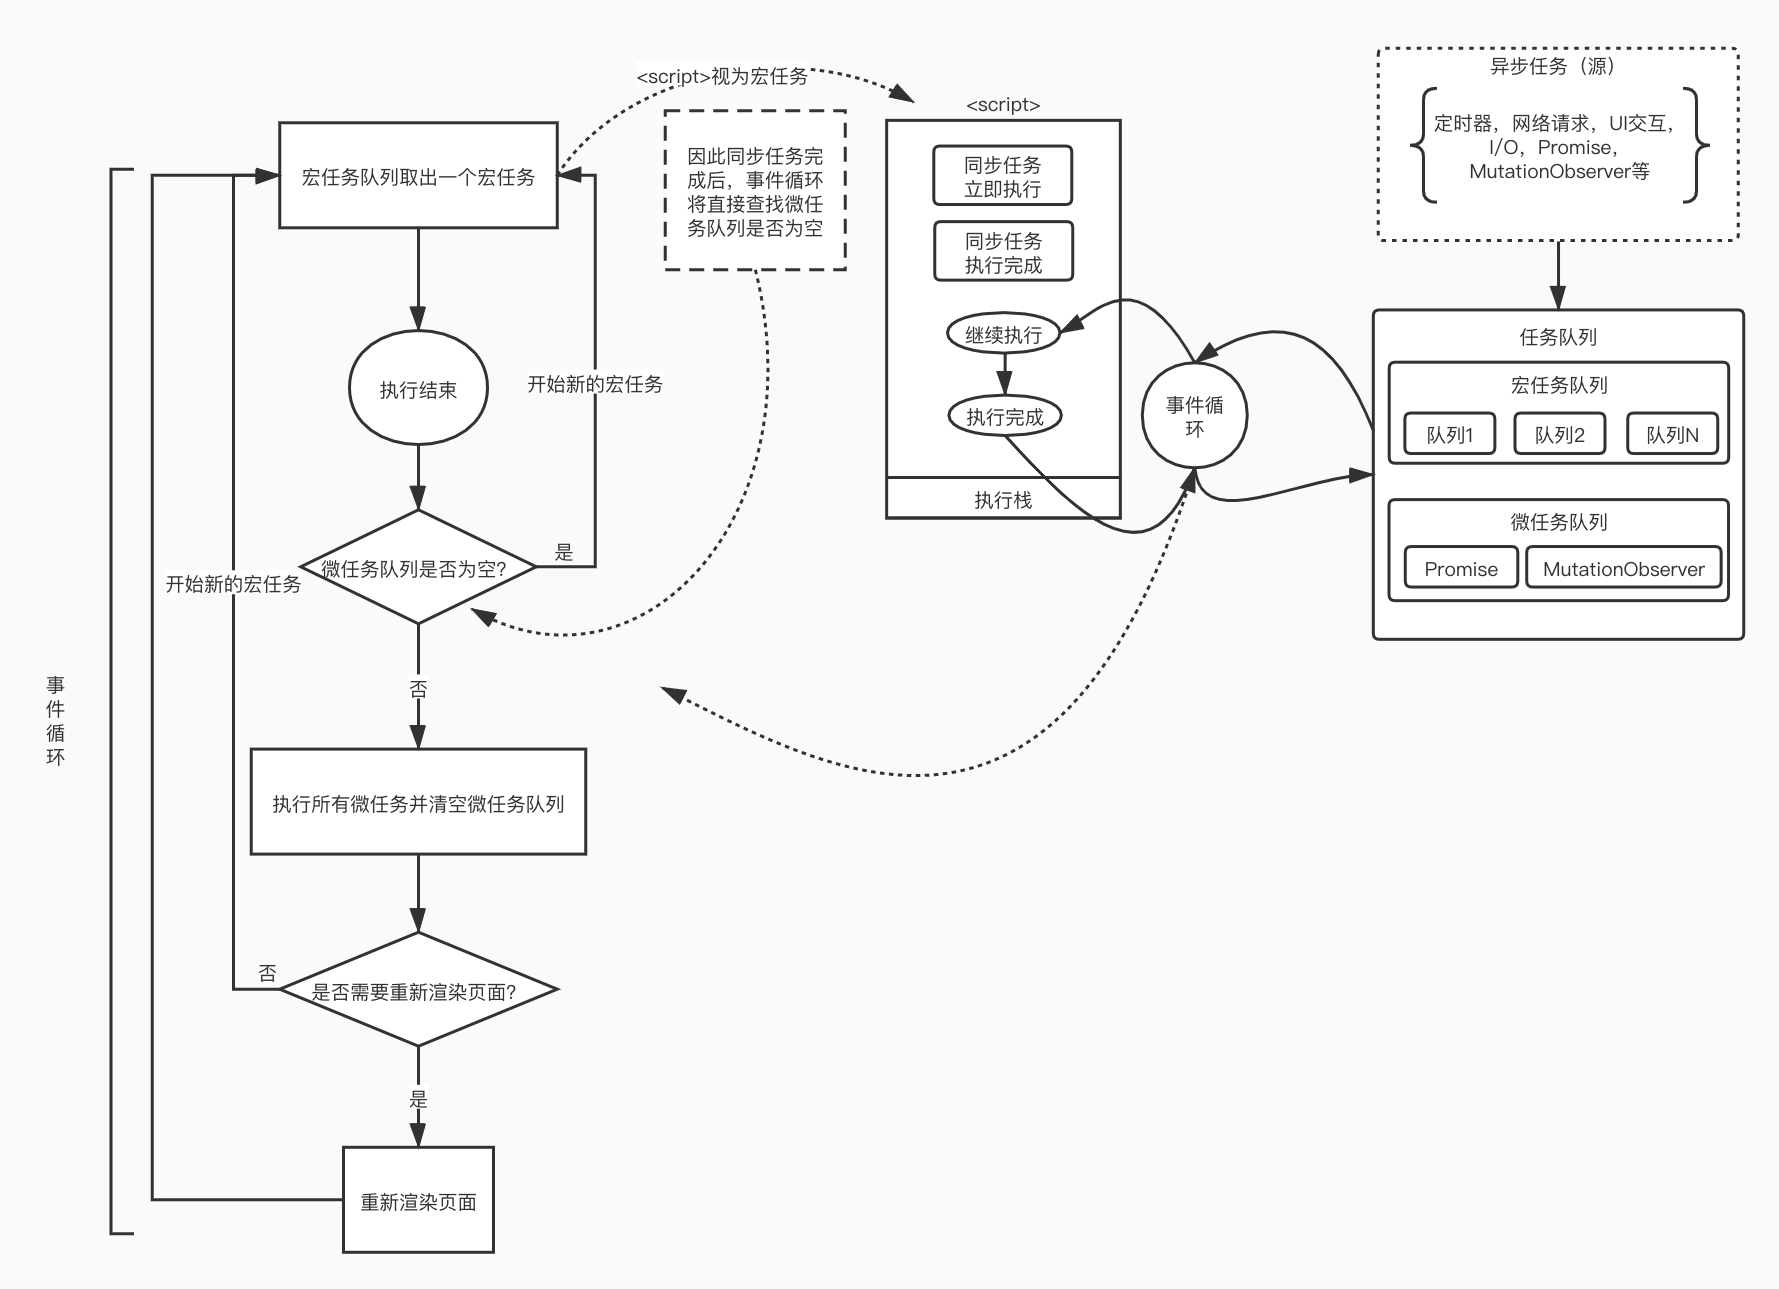 <script>视为宏任务
宏任务队列取出一个宏任务
因此同步任务完
成后，事件循环
将直接查找微任
务队列是否为空
执行结束
开始新的宏任务
微任务队列是否为空?
是
开始新的宏任务
否
事
件
循
环
执行所有微任务并清空微任务队列
否
是否需要重新渲染页面?
是
重新渲染页面
<script>
同步任务
立即执行
同步任务
执行完成
继续执行
执行完成
执行栈
事件循
环
异步任务（源）
定时器，网络请求，UI交互，
I/O，Promise，
MutationObserver等
任务队列
宏任务队列
队列1
队列2
队列N
微任务队列
Promise
MutationObserver